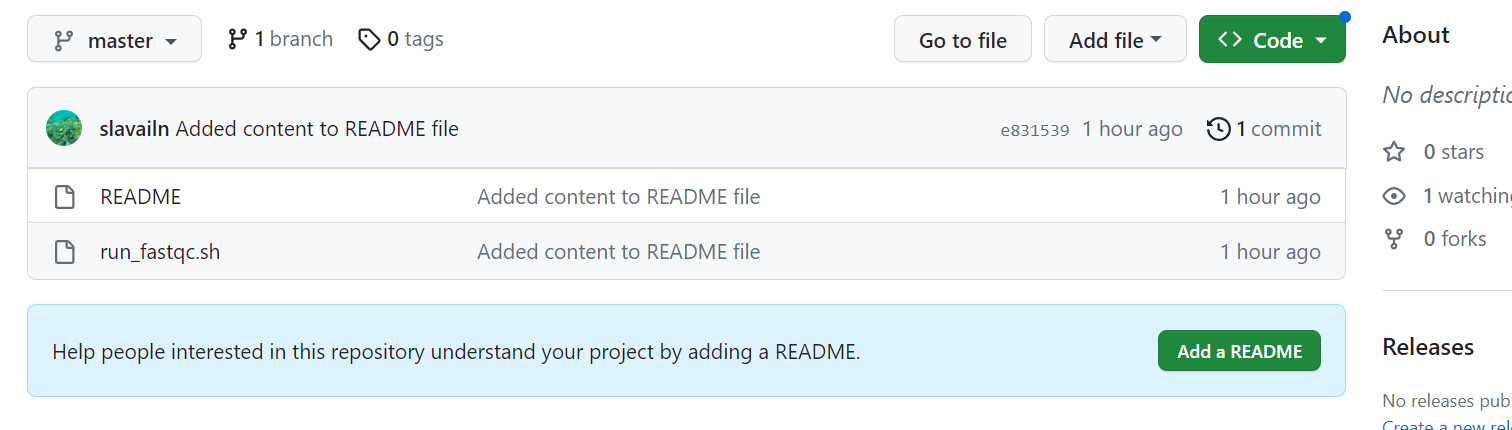 master 1 branch 0 tags Go to file Add file Code
slavailn Added content to README file e831539 1 hour ago 1 commit
README Added content to README file 1 hour ago
run_fastqc.sh Added content to README file 1 hour ago
Help people interested in this repository understand your project by adding a README. Add a README
About
No descriptio
0 stars
1 watching
0 forks
Releases
No releases pub
Create a new rel